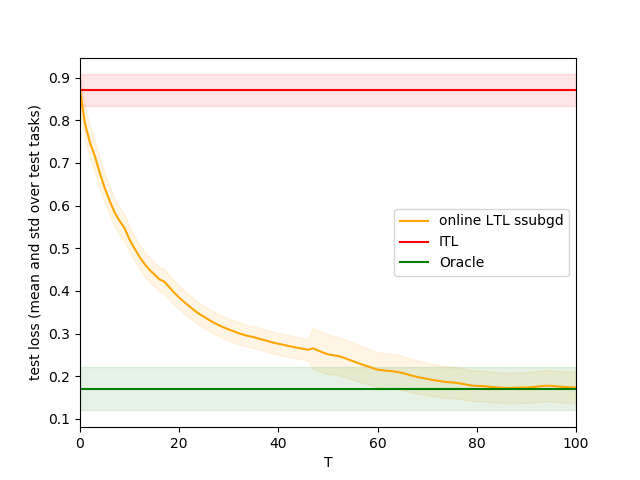 0.9
0.8
0.7
0.6
0.5
0.4
0.3
0.2
0.1
test loss (mean and std over test tasks)
online LTL ssubgd
ITL
Oracle
0 20 40 60 80 100
T